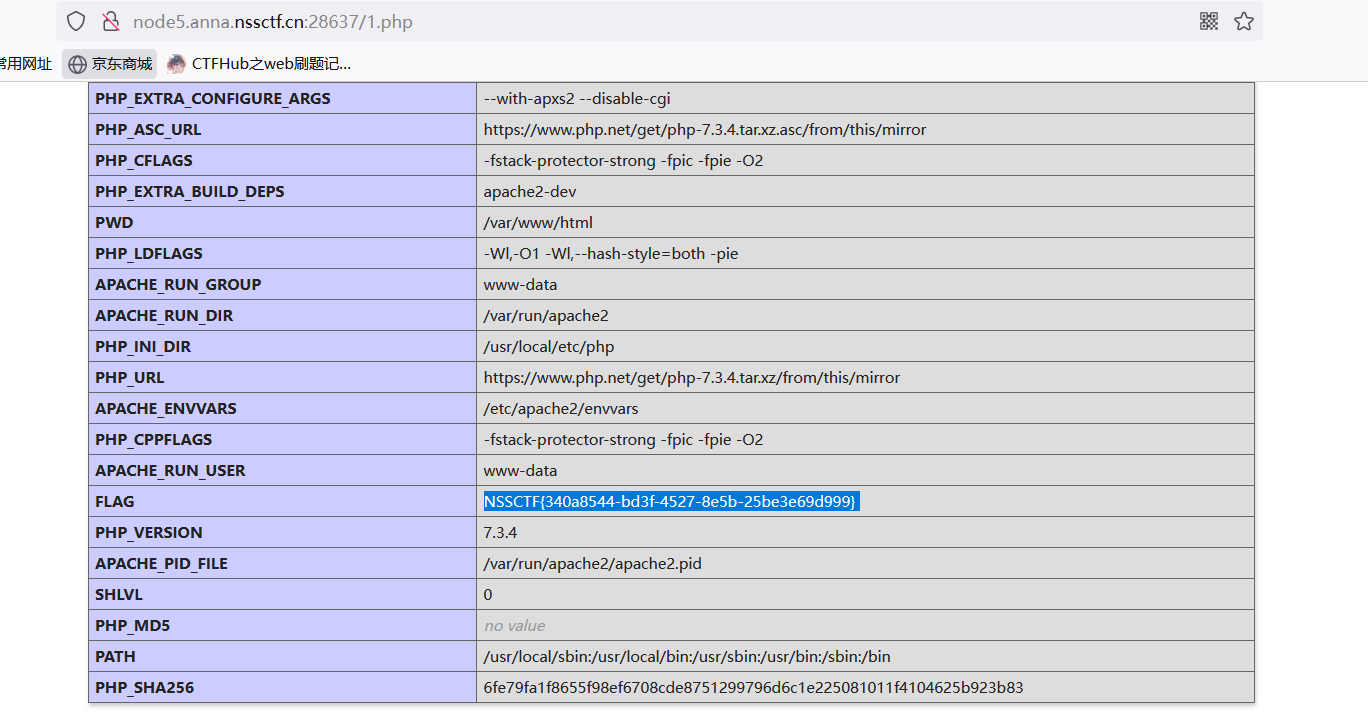 node5.anna.nssctf.cn:28637/1.php
常用网址 京东商城 CTFHub之web刷题记...
PHP_EXTRA_CONFIGURE_ARGS --with-apxs2 --disable-cgi
PHP_ASC_URL https://www.php.net/get/php-7.3.4.tar.xz.asc/from/this/mirror
PHP_CFLAGS -fstack-protector-strong -fpic -fpie -O2
PHP_EXTRA_BUILD_DEPS apache2-dev
PWD /var/www/html
PHP_LDFLAGS -Wl,-O1 -Wl,--hash-style=both -pie
APACHE_RUN_GROUP www-data
APACHE_RUN_DIR /var/run/apache2
PHP_INI_DIR /usr/local/etc/php
PHP_URL https://www.php.net/get/php-7.3.4.tar.xz/from/this/mirror
APACHE_ENVVARS /etc/apache2/envvars
PHP_CPPFLAGS -fstack-protector-strong -fpic -fpie -O2
APACHE_RUN_USER www-data
FLAG NSSCTF{340a8544-bd3f-4527-8e5b-25be3e69d999}
PHP_VERSION 7.3.4
APACHE_PID_FILE /var/run/apache2/apache2.pid
SHLVL 0
PHP_MD5 no value
PATH /usr/local/sbin:/usr/local/bin:/usr/sbin:/usr/bin:/sbin:/bin
PHP_SHA256 6fe79fa1f8655f98ef6708cde8751299796d6c1e225081011f4104625b923b83